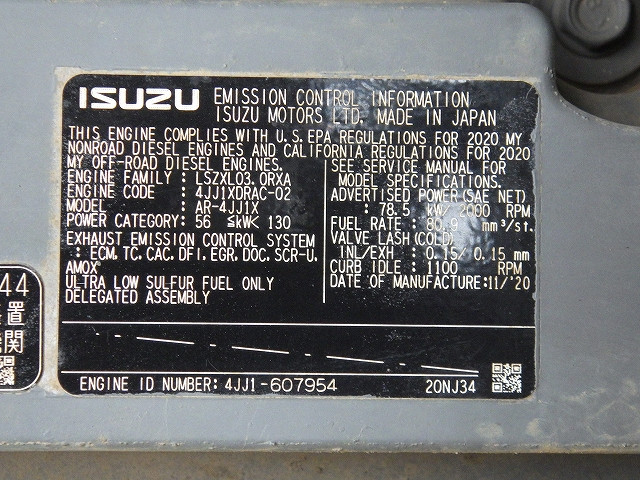 ISUZU EMISSION CONTROL INFORMATION
ISUZU MOTORS LTD. MADE IN JAPAN
THIS ENGINE COMPLIES WITH U.S.EPA REGULATIONS FOR 2020 MY
NONROAD DIESEL ENGINES AND CALIFORNIA REGULATIONS FOR 2020
MY OFF-ROAD DIESEL ENGINES.
ENGINE FAMILY : LSZXL03.0RXA
ENGINE CODE : 4JJ1XDRAC-02
MODEL : AR-4JJ1X
POWER CATEGORY: 56 ≦kW< 130
EXHAUST EMISSION CONTROL SYSTEM
: ECM, TC, CAC, DFI, EGR, DOC, SCR-U,
AMOX
ULTRA LOW SULFUR FUEL ONLY
DELEGATED ASSEMBLY
SEE SERVICE MANUAL FOR
MODEL SPECIFICATIONS.
ADVERTISED POWER(SAE NET)
: 78.5 kW/ 2000 RPM
FUEL RATE : 80.9 mm³/st.
VALVE LASH(COLD)
IN/EXH : 0.15/ 0.15 mm
CURB IDLE : 1100 RPM
DATE OF MANUFACTURE:11/'20
ENGINE ID NUMBER: 4JJ1-607954
20NJ34
44
置
関